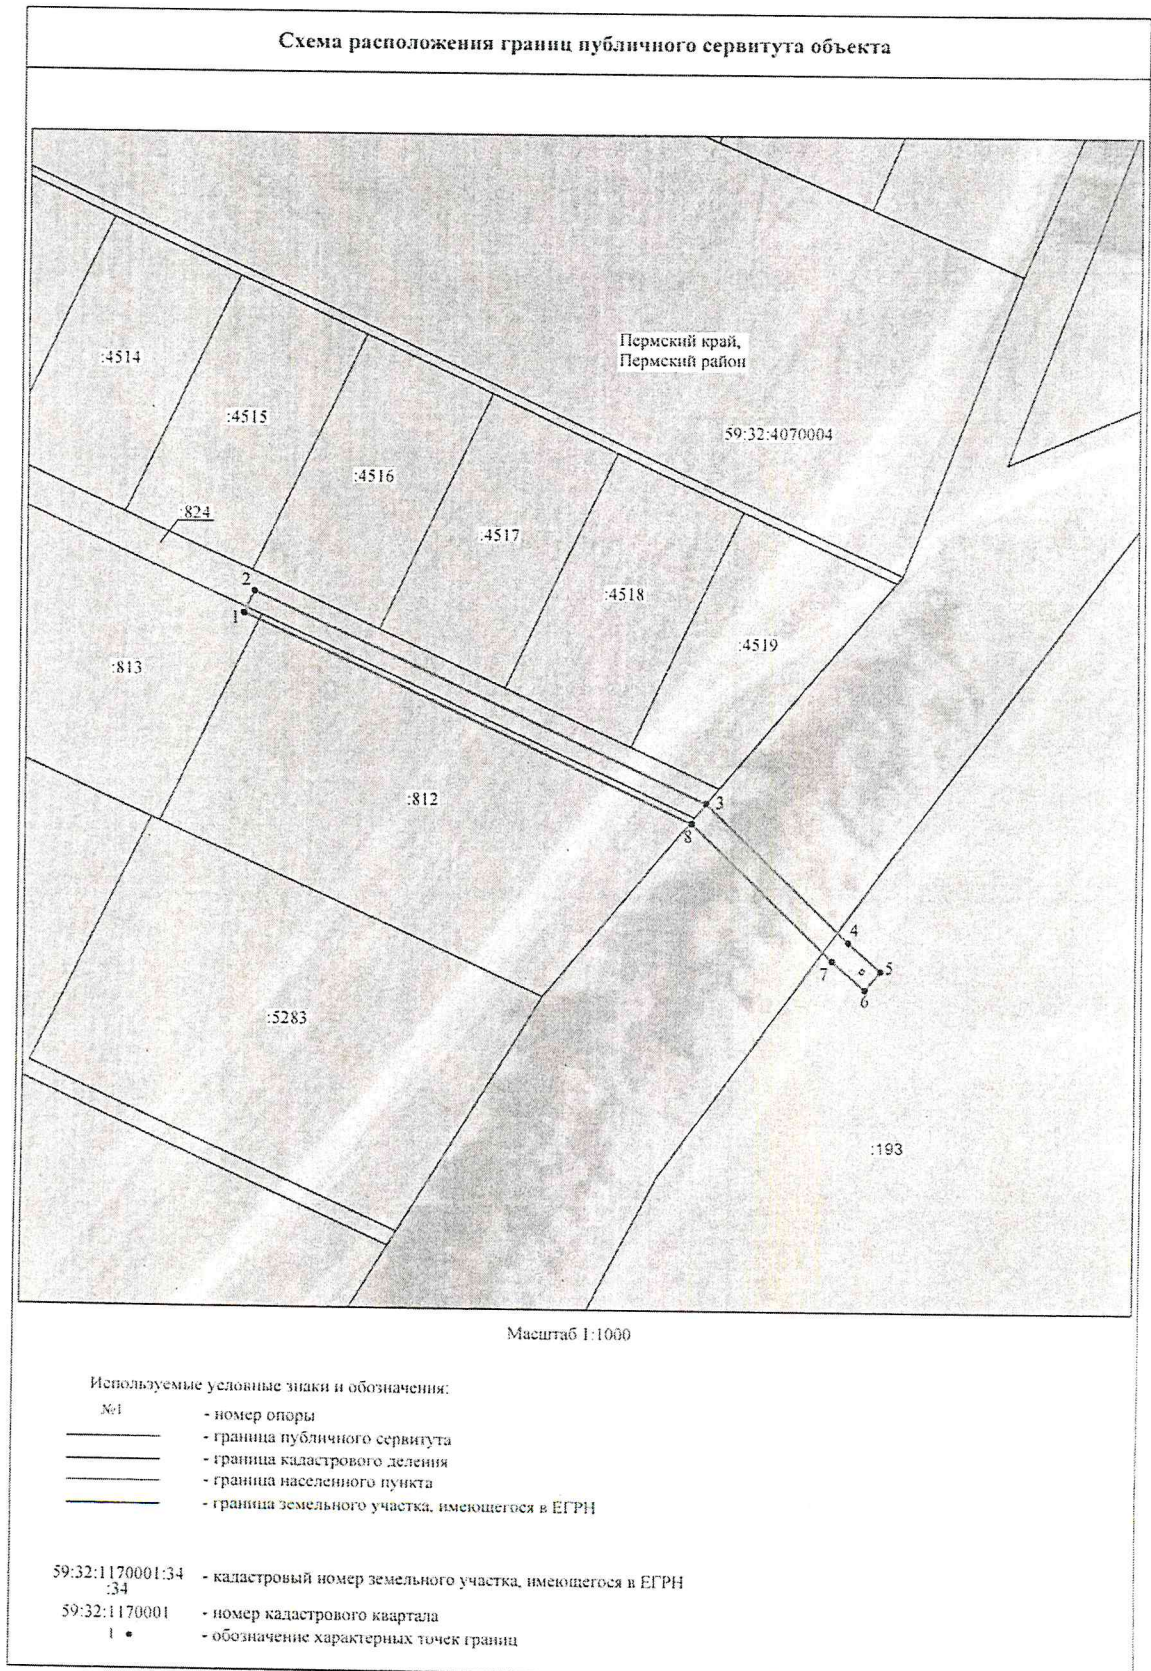 Схема расположения границ публичного сервитута объекта
Пермский край,
Пермский район
59:32:4070004
:4514
:4515
:4516
:4517
:4518
:4519
:824
2
1
:813
:812
3
8
4
5
7
6
:5283
:193
Масштаб 1:1000
Используемые условные знаки и обозначения:
№1 - номер опоры
- граница публичного сервитута
- граница кадастрового деления
- граница населенного пункта
- граница земельного участка, имеющегося в ЕГРН
59:32:1170001:34
:34
- кадастровый номер земельного участка, имеющегося в ЕГРН
59:32:1170001 - номер кадастрового квартала
1 • - обозначение характерных точек границ